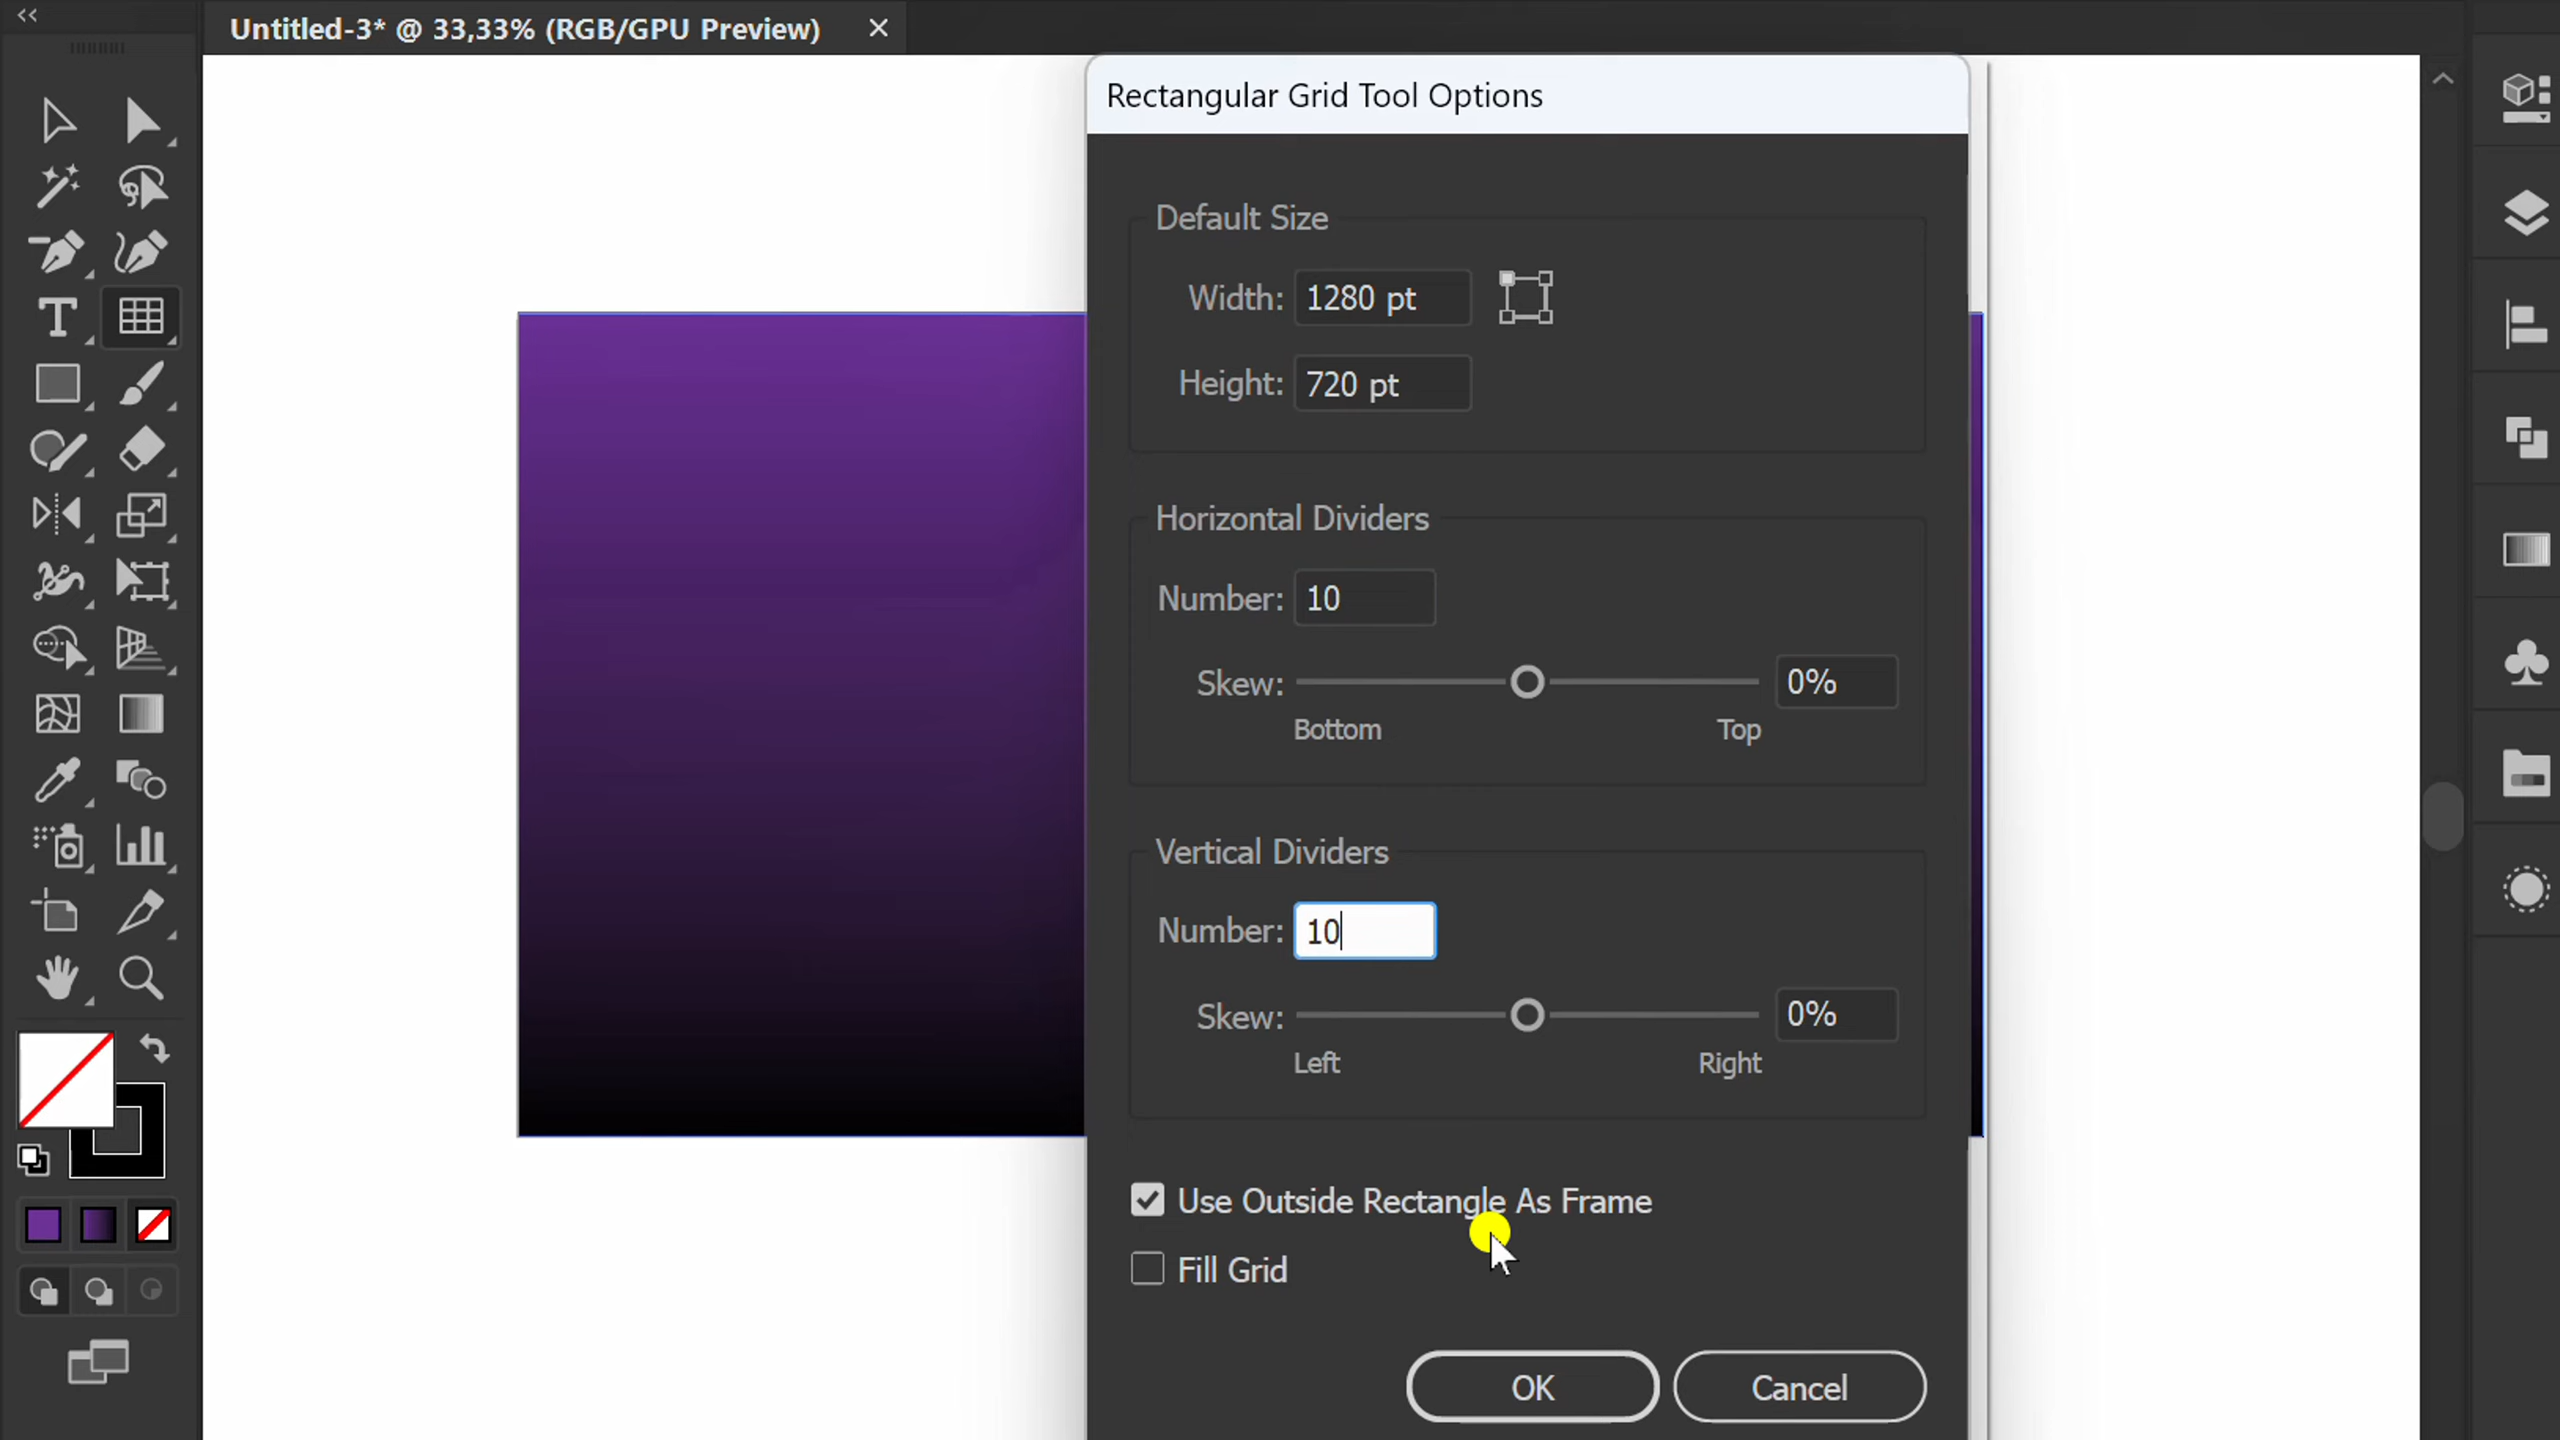 Untitled-3* @ 33,33% (RGB/GPU Preview)
Rectangular Grid Tool Options
Default Size
Width: 1280 pt
Height: 720 pt
Horizontal Dividers
Number: 10
Skew: 0%
Bottom Top
Vertical Dividers
Number: 10
Skew: 0%
Left Right
Use Outside Rectangle As Frame
Fill Grid
OK Cancel